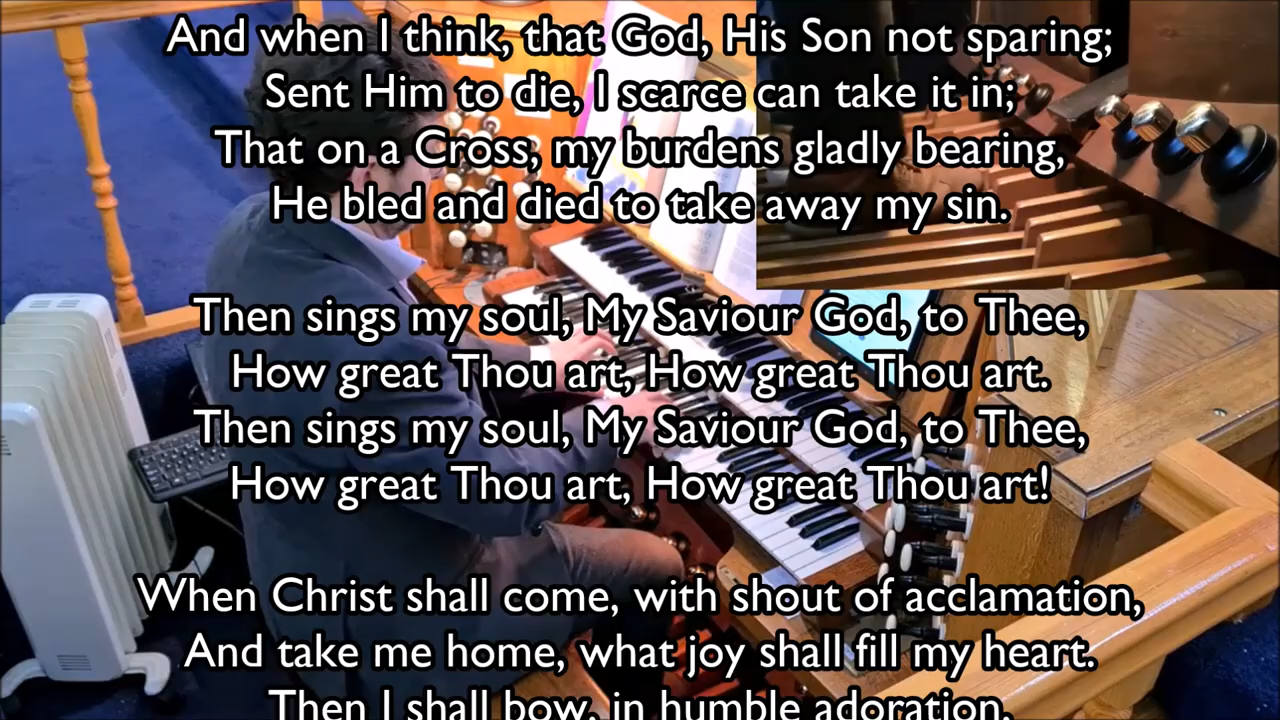 And when I think, that God, His Son not sparing;
Sent Him to die, I scarce can take it in;
That on a Cross, my burdens gladly bearing,
He bled and died to take away my sin.
Then sings my soul, My Saviour God, to Thee,
How great Thou art, How great Thou art.
Then sings my soul, My Saviour God, to Thee,
How great Thou art, How great Thou art!
When Christ shall come, with shout of acclamation,
And take me home, what joy shall fill my heart.
Then I shall bow, in humble adoration,